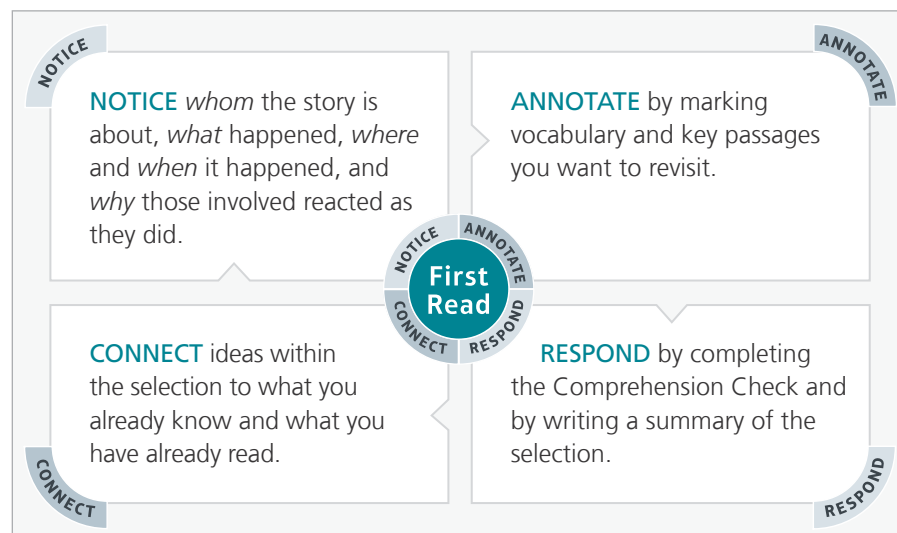 NOTICE
NOTICE whom the story is
about, what happened, where
and when it happened, and
why those involved reacted as
they did.
ANNOTATE
ANNOTATE by marking
vocabulary and key passages
you want to revisit.
NOTICE
ANNOTATE
First
Read
CONNECT
RESPOND
CONNECT ideas within
the selection to what you
already know and what you
have already read.
CONNECT
RESPOND by completing
the Comprehension Check and
by writing a summary of the
selection.
RESPOND